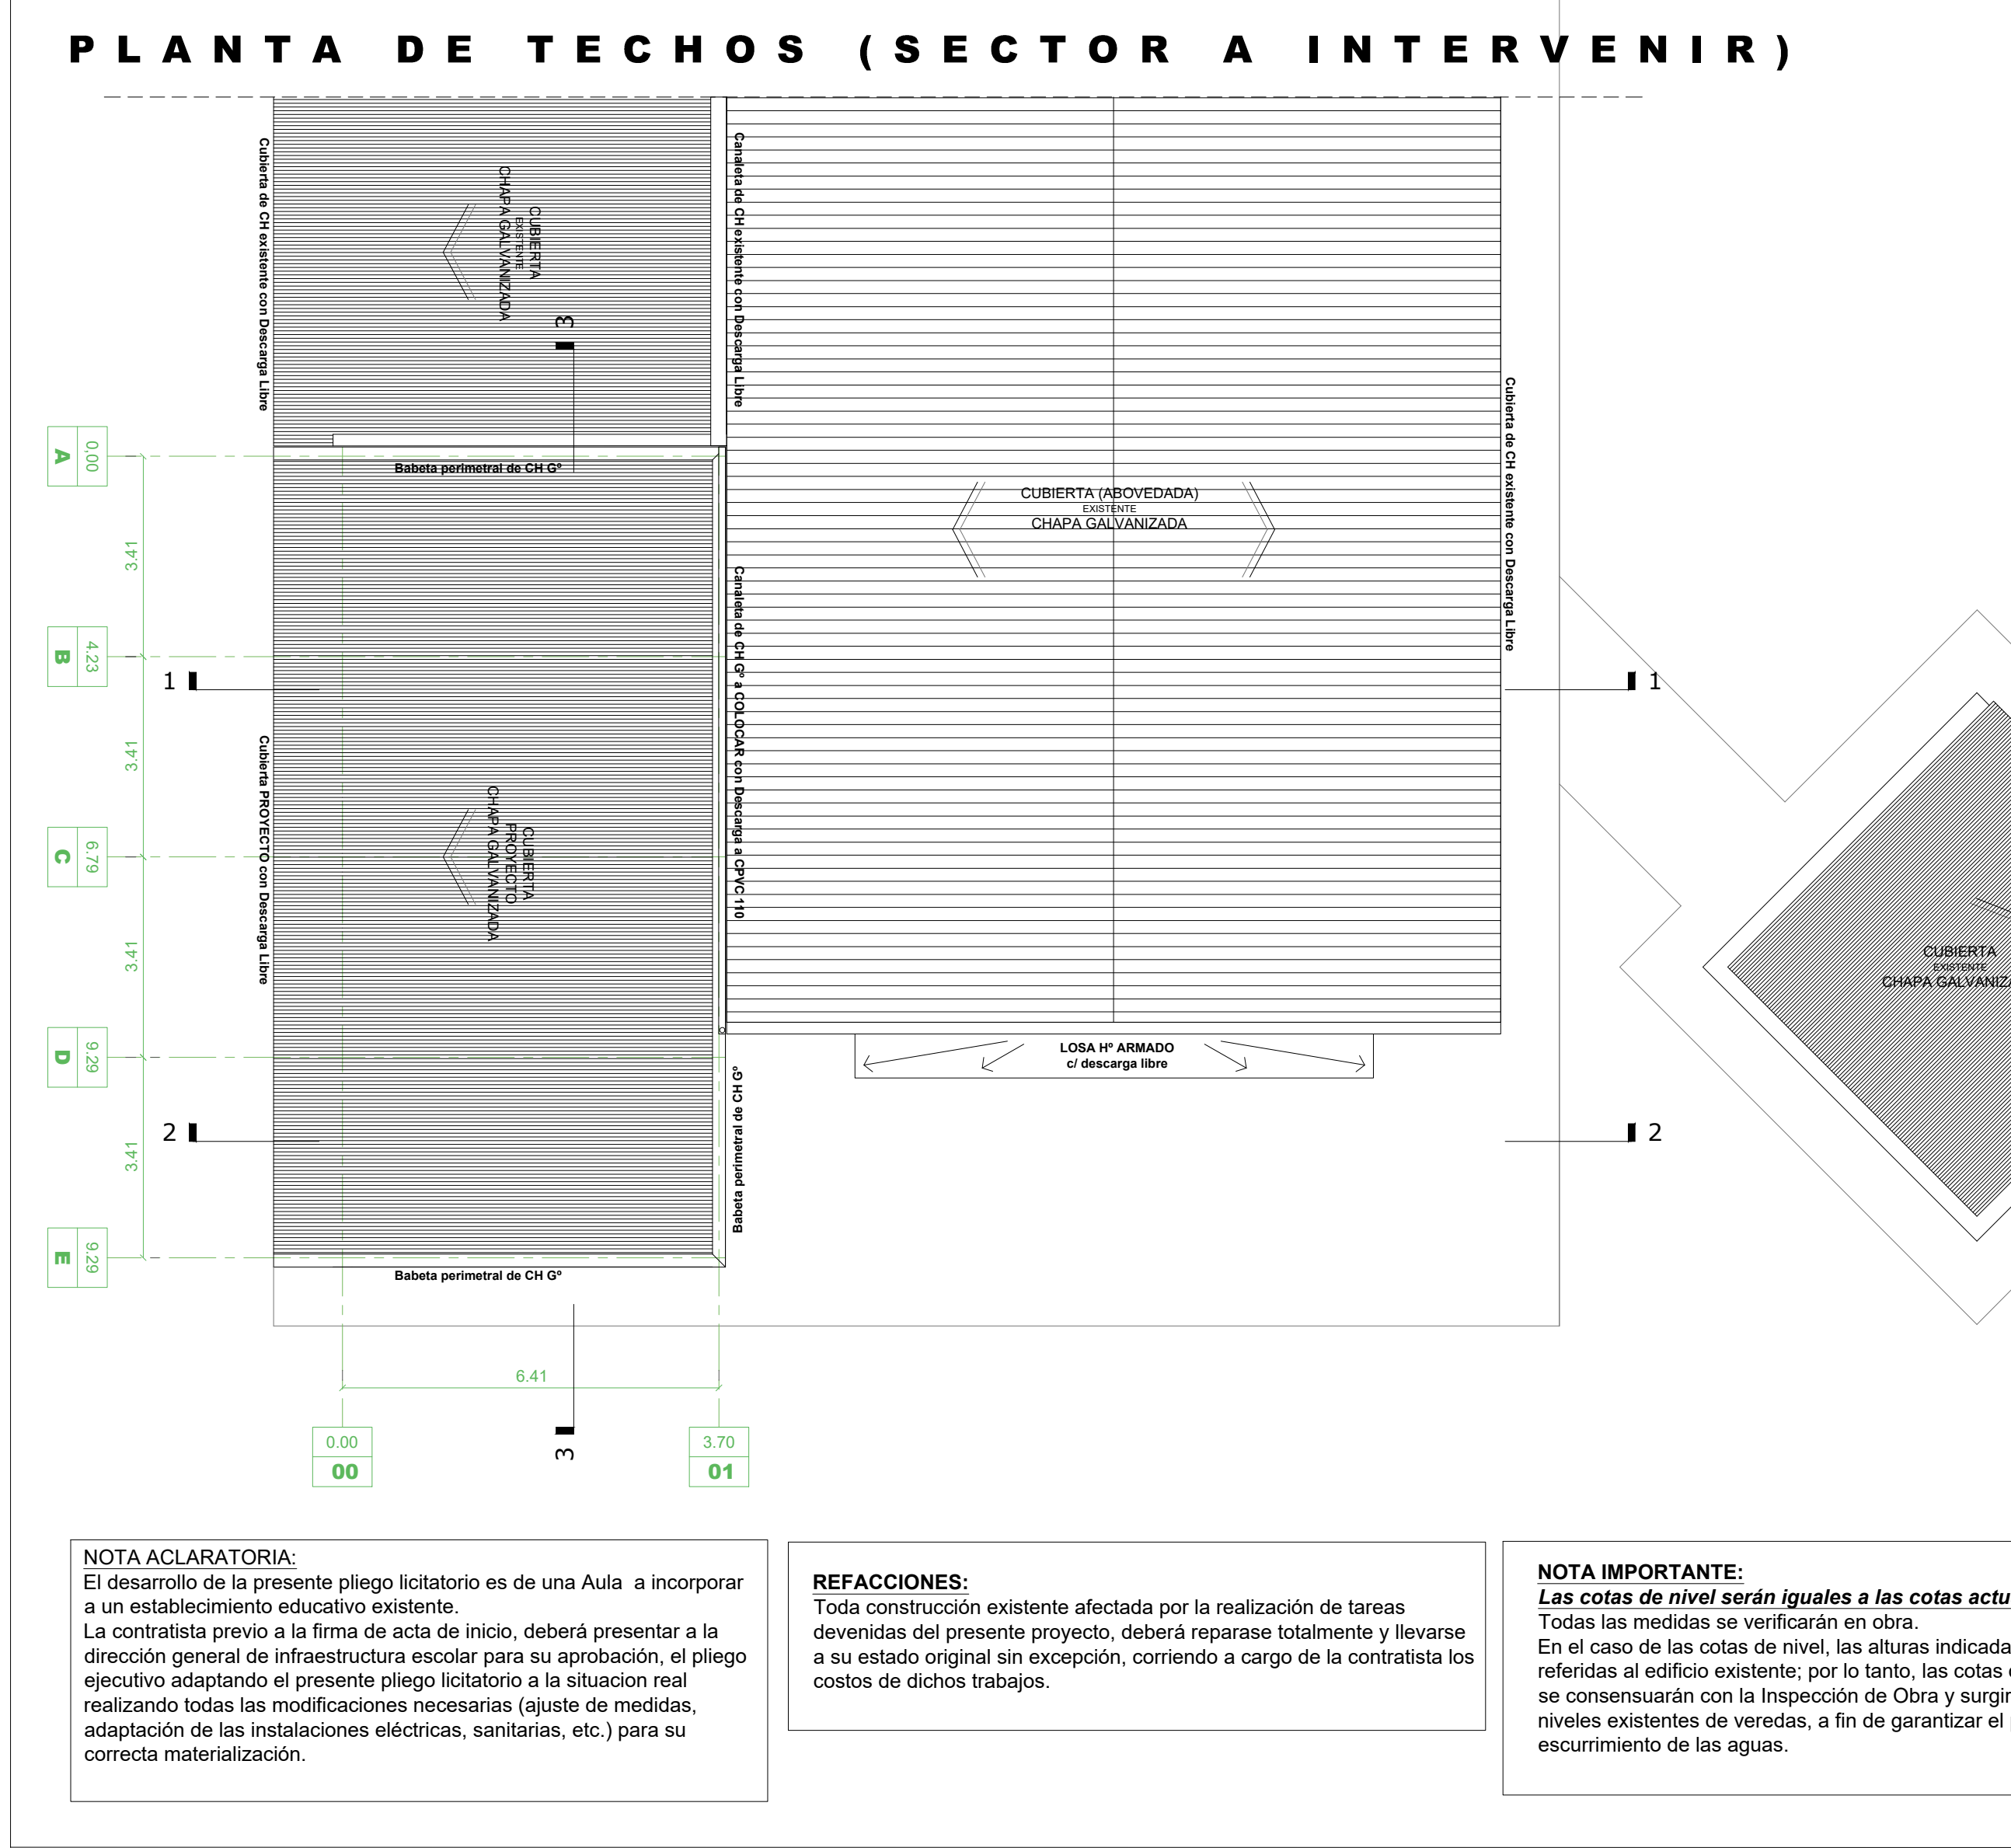 PLANTA DE TECHOS (SECTOR A INTERVENIR)
Cubierta de CH existente con Descarga Libre
CUBIERTA
EXISTENTE
CHAPA GALVANIZADA
Canaleta de CH existente con Descarga Libre
3
Cubierta de CH existente con Descarga Libre
A
0,00
Babeta perimetral de CH Gº
CUBIERTA (ABOVEDADA)
EXISTENTE
CHAPA GALVANIZADA
3.41
Canaleta de CH Gº a COLOCAR con Descarga a CPVC 110
B
4.23
1
1
3.41
Cubierta PROYECTO con Descarga Libre
CUBIERTA
PROYECTO
CHAPA GALVANIZADA
C
6.79
3.41
CUBIERTA
EXISTENTE
CHAPA GALVANIZA
D
9.29
LOSA Hº ARMADO
c/ descarga libre
2
2
3.41
Babeta perimetral de CH Gº
E
9.29
Babeta perimetral de CH Gº
6.41
0.00
00
3
3.70
01
NOTA ACLARATORIA:
El desarrollo de la presente pliego licitatorio es de una Aula a incorporar
a un establecimiento educativo existente.
La contratista previo a la firma de acta de inicio, deberá presentar a la
dirección general de infraestructura escolar para su aprobación, el pliego
ejecutivo adaptando el presente pliego licitatorio a la situacion real
realizando todas las modificaciones necesarias (ajuste de medidas,
adaptación de las instalaciones eléctricas, sanitarias, etc.) para su
correcta materialización.
REFACCIONES:
Toda construcción existente afectada por la realización de tareas
devenidas del presente proyecto, deberá reparase totalmente y llevarse
a su estado original sin excepción, corriendo a cargo de la contratista los
costos de dichos trabajos.
NOTA IMPORTANTE:
Las cotas de nivel serán iguales a las cotas actu
Todas las medidas se verificarán en obra.
En el caso de las cotas de nivel, las alturas indicada
referidas al edificio existente; por lo tanto, las cotas
se consensuarán con la Inspección de Obra y surgir
niveles existentes de veredas, a fin de garantizar el
escurrimiento de las aguas.